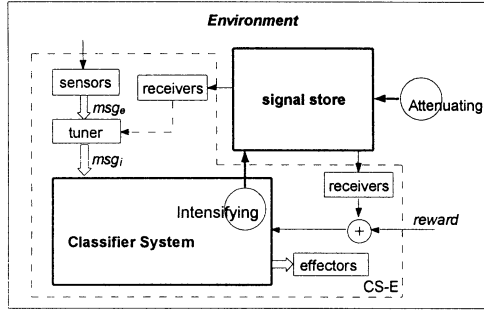 Environment
sensors
receivers
signal store
Attenuating
msge
tuner
msgi
receivers
Intensifying
reward
+
Classifier System
effectors
CS-E